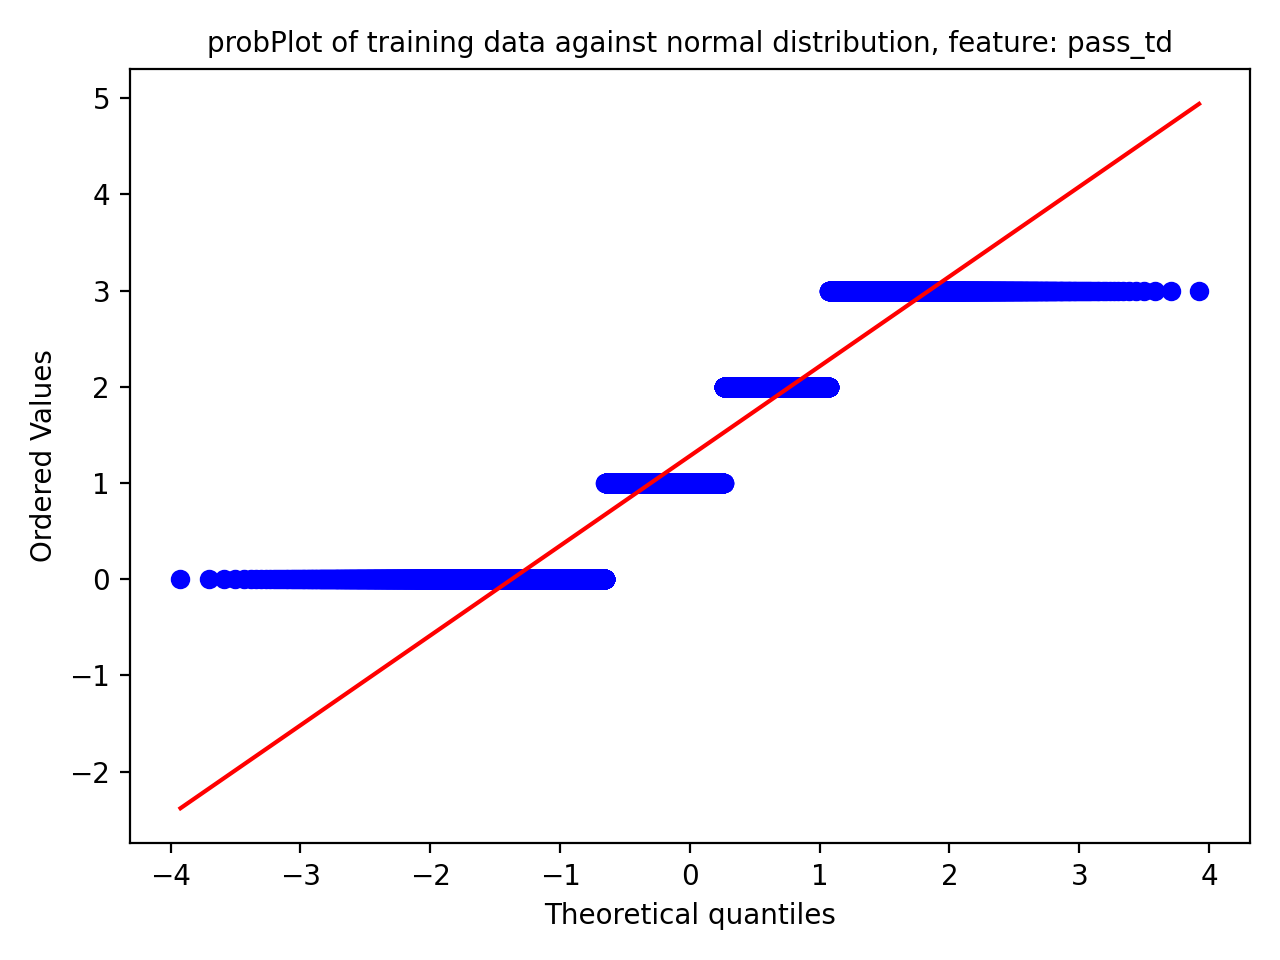 probPlot of training data against normal distribution, feature: pass_td
5
4
3
2
1
0
−1
−2
Ordered Values
−4 −3 −2 −1 0 1 2 3 4
Theoretical quantiles